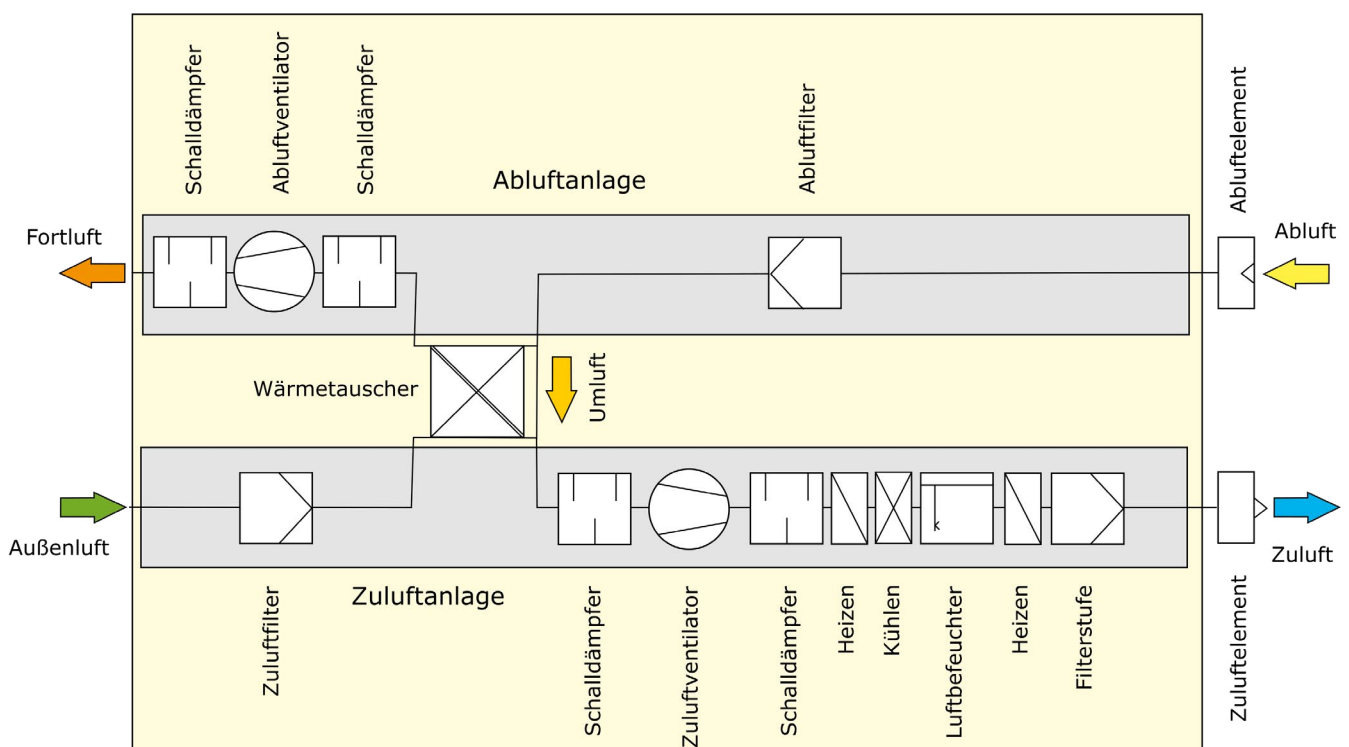 Schalldämpfer
Abluftventilator
Schalldämpfer
Abluftanlage
Abluftfilter
Abluftelement
Fortluft
Abluft
Wärmetauscher
Umluft
Außenluft
Zuluft
Zuluftanlage
Zuluftfilter
Schalldämpfer
Zuluftventilator
Schalldämpfer
Heizen
Kühlen
Luftbefeuchter
Heizen
Filterstufe
Zuluftelement